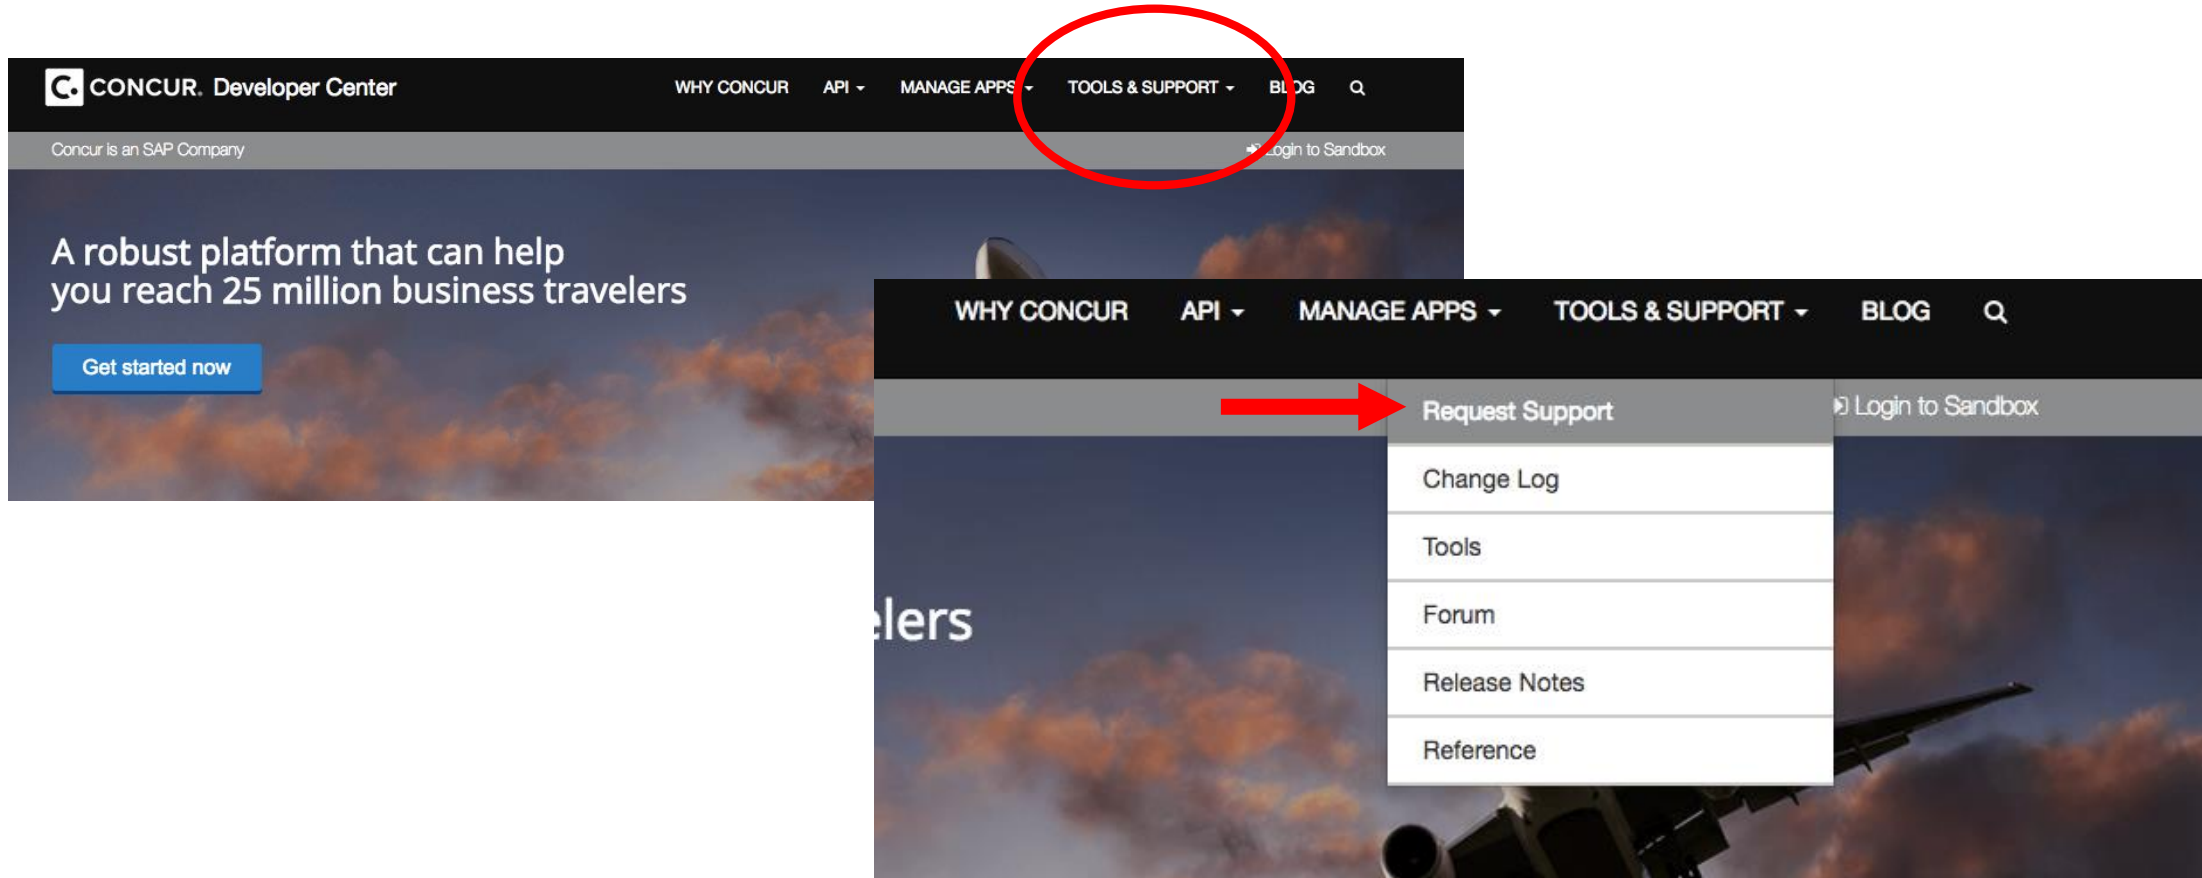 C. CONCUR. Developer Center
WHY CONCUR API MANAGE APPS TOOLS & SUPPORT BLOG
Concur is an SAP Company
Login to Sandbox
A robust platform that can help
you reach 25 million business travelers
Get started now
WHY CONCUR API MANAGE APPS TOOLS & SUPPORT BLOG
Request Support
Login to Sandbox
Change Log
Tools
Forum
elers
Release Notes
Reference